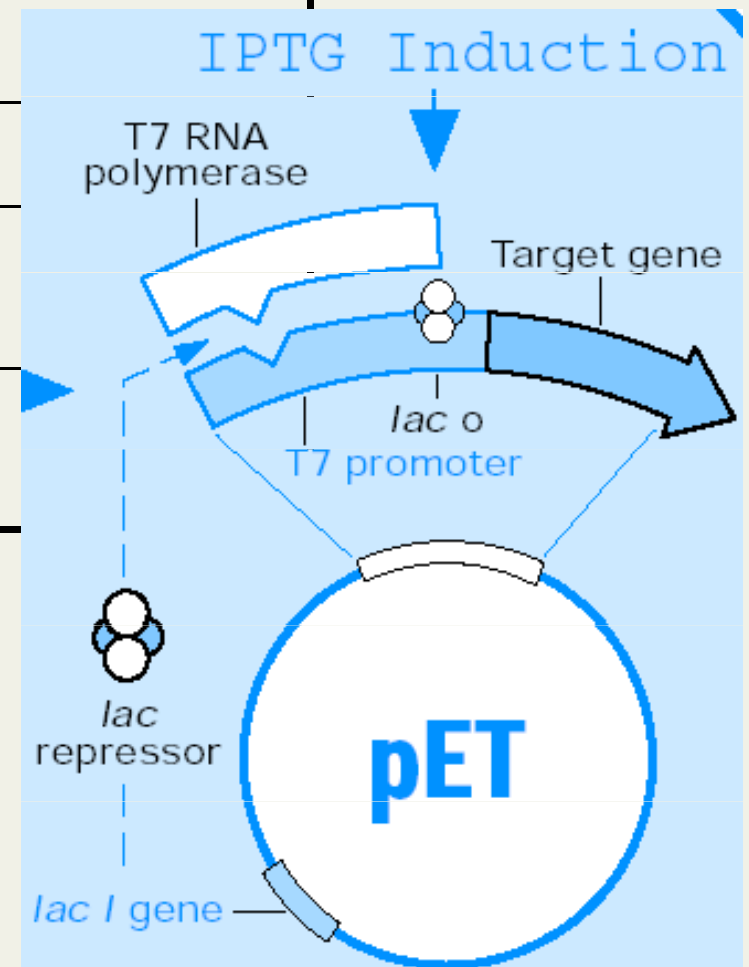 IPTG Induction
T7 RNA
polymerase
Target gene
lac o
T7 promoter
pET
lac
repressor
lac I gene